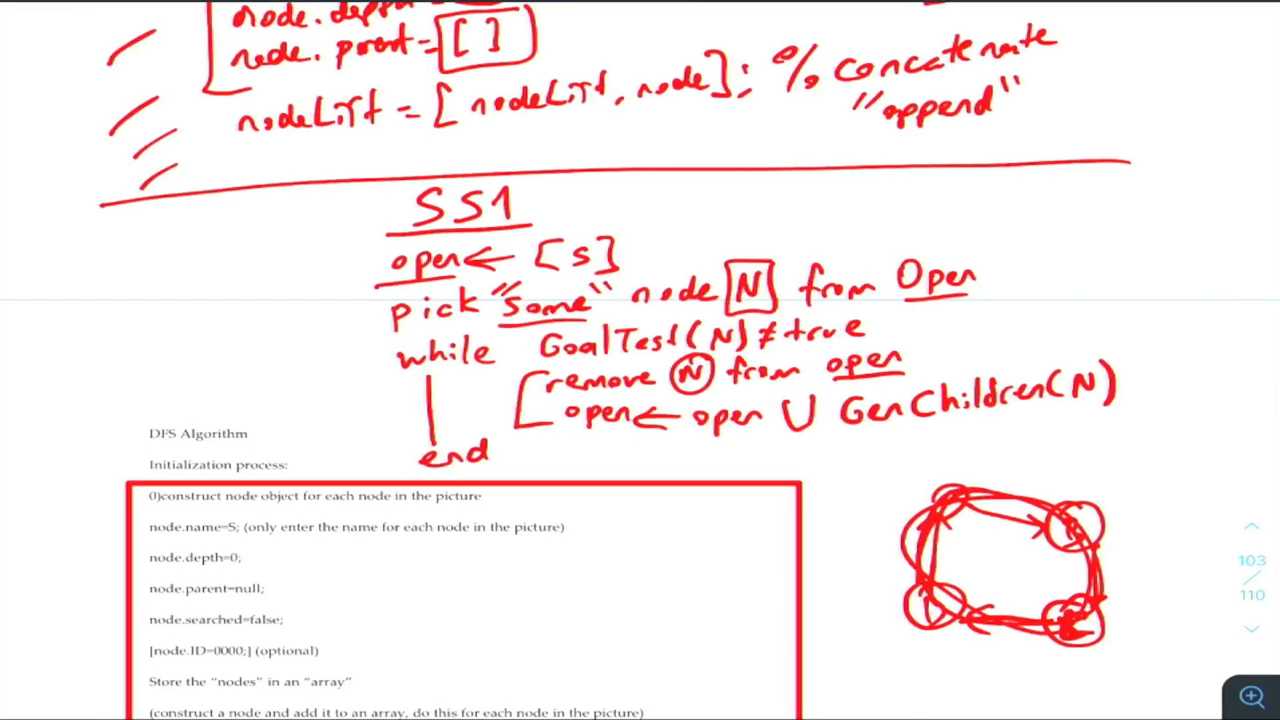 node.depth
node.parent=[ ]
nodeList = [ nodeList, node ]; % concatenate
"append"
SS1
open ← [s]
pick "some" node N from Open
while GoalTest(N) ≠ true
remove N from open
open ← open ∪ GenChildren(N)
end
DFS Algorithm
Initialization process:
0)construct node object for each node in the picture
node.name=S; (only enter the name for each node in the picture)
node.depth=0;
node.parent=null;
node.searched=false;
[node.ID=0000;] (optional)
Store the “nodes” in an “array”
(construct a node and add it to an array, do this for each node in the picture)
103
/
110